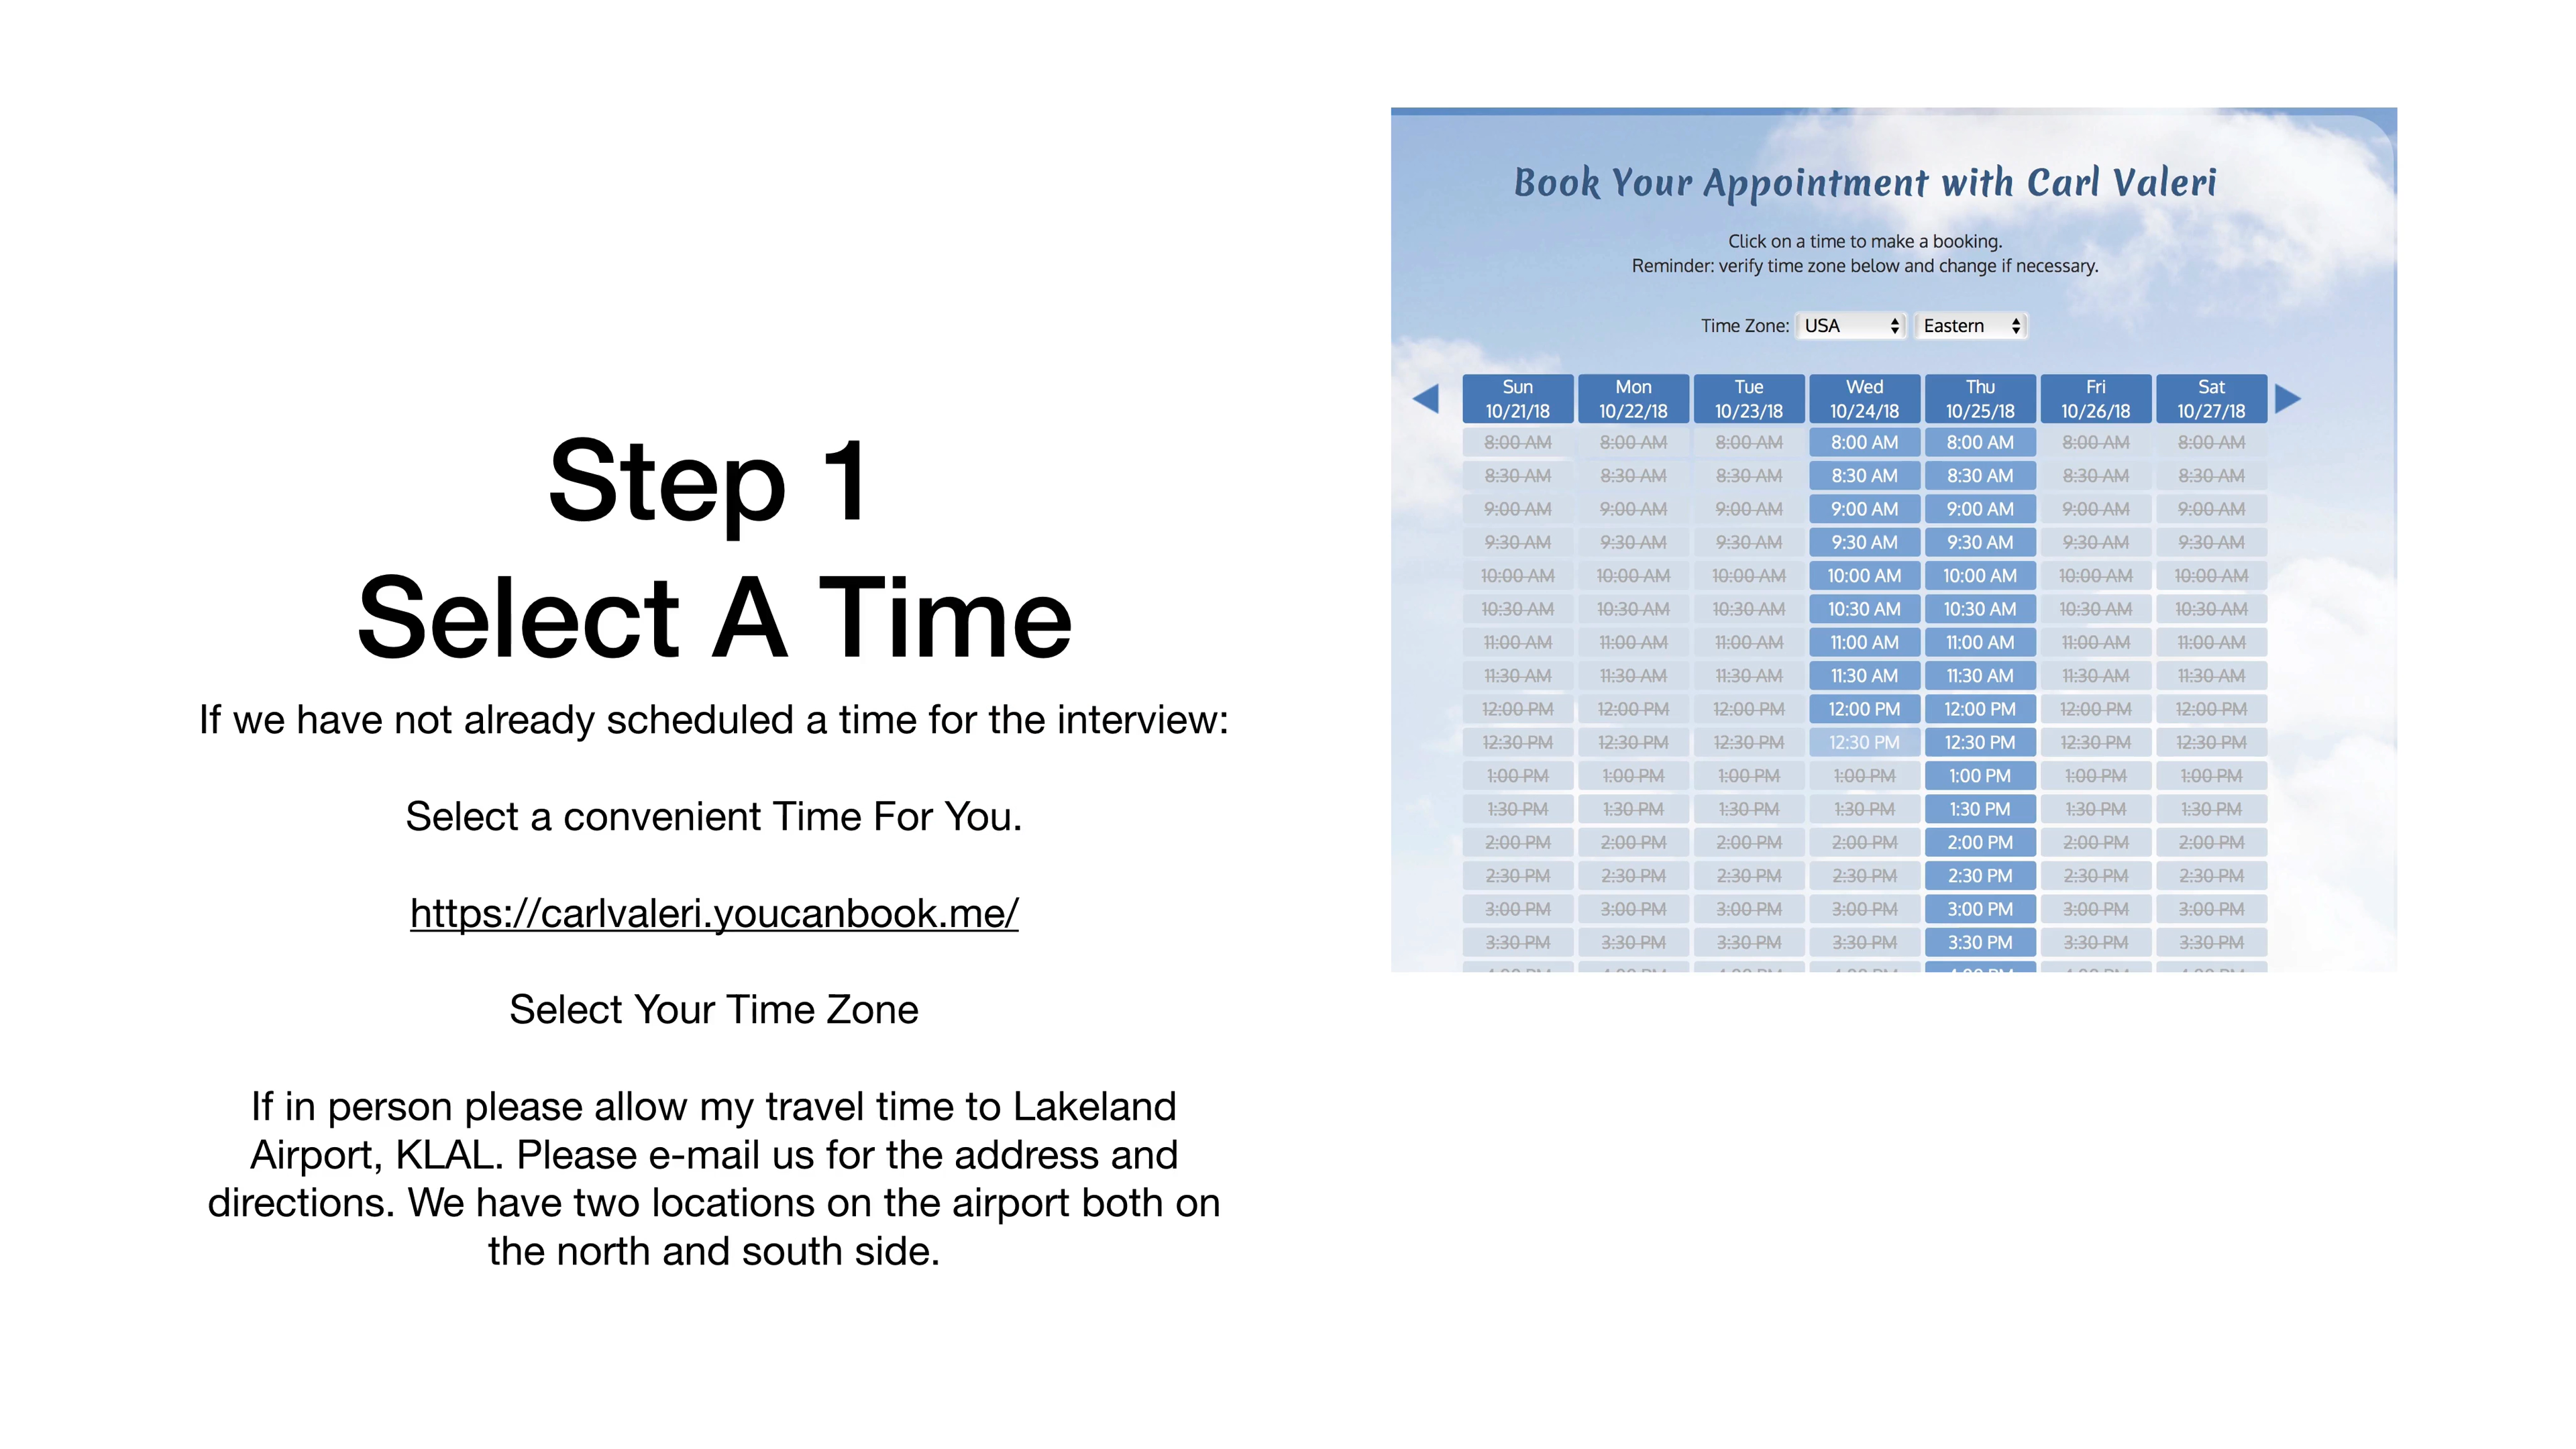 Step 1
Select A Time
If we have not already scheduled a time for the interview:
Select a convenient Time For You.
https://carlvaleri.youcanbook.me/
Select Your Time Zone
If in person please allow my travel time to Lakeland
Airport, KLAL. Please e-mail us for the address and
directions. We have two locations on the airport both on
the north and south side.
Book Your Appointment with Carl Valeri
Click on a time to make a booking.
Reminder: verify time zone below and change if necessary.
Time Zone: USA Eastern
Sun Mon Tue Wed Thu Fri Sat
10/21/18 10/22/18 10/23/18 10/24/18 10/25/18 10/26/18 10/27/18
8:00 AM 8:00 AM 8:00 AM 8:00 AM 8:00 AM 8:00 AM 8:00 AM
8:30 AM 8:30 AM 8:30 AM 8:30 AM 8:30 AM 8:30 AM 8:30 AM
9:00 AM 9:00 AM 9:00 AM 9:00 AM 9:00 AM 9:00 AM 9:00 AM
9:30 AM 9:30 AM 9:30 AM 9:30 AM 9:30 AM 9:30 AM 9:30 AM
10:00 AM 10:00 AM 10:00 AM 10:00 AM 10:00 AM 10:00 AM 10:00 AM
10:30 AM 10:30 AM 10:30 AM 10:30 AM 10:30 AM 10:30 AM 10:30 AM
11:00 AM 11:00 AM 11:00 AM 11:00 AM 11:00 AM 11:00 AM 11:00 AM
11:30 AM 11:30 AM 11:30 AM 11:30 AM 11:30 AM 11:30 AM 11:30 AM
12:00 PM 12:00 PM 12:00 PM 12:00 PM 12:00 PM 12:00 PM 12:00 PM
12:30 PM 12:30 PM 12:30 PM 12:30 PM 12:30 PM 12:30 PM 12:30 PM
1:00 PM 1:00 PM 1:00 PM 1:00 PM 1:00 PM 1:00 PM 1:00 PM
1:30 PM 1:30 PM 1:30 PM 1:30 PM 1:30 PM 1:30 PM 1:30 PM
2:00 PM 2:00 PM 2:00 PM 2:00 PM 2:00 PM 2:00 PM 2:00 PM
2:30 PM 2:30 PM 2:30 PM 2:30 PM 2:30 PM 2:30 PM 2:30 PM
3:00 PM 3:00 PM 3:00 PM 3:00 PM 3:00 PM 3:00 PM 3:00 PM
3:30 PM 3:30 PM 3:30 PM 3:30 PM 3:30 PM 3:30 PM 3:30 PM